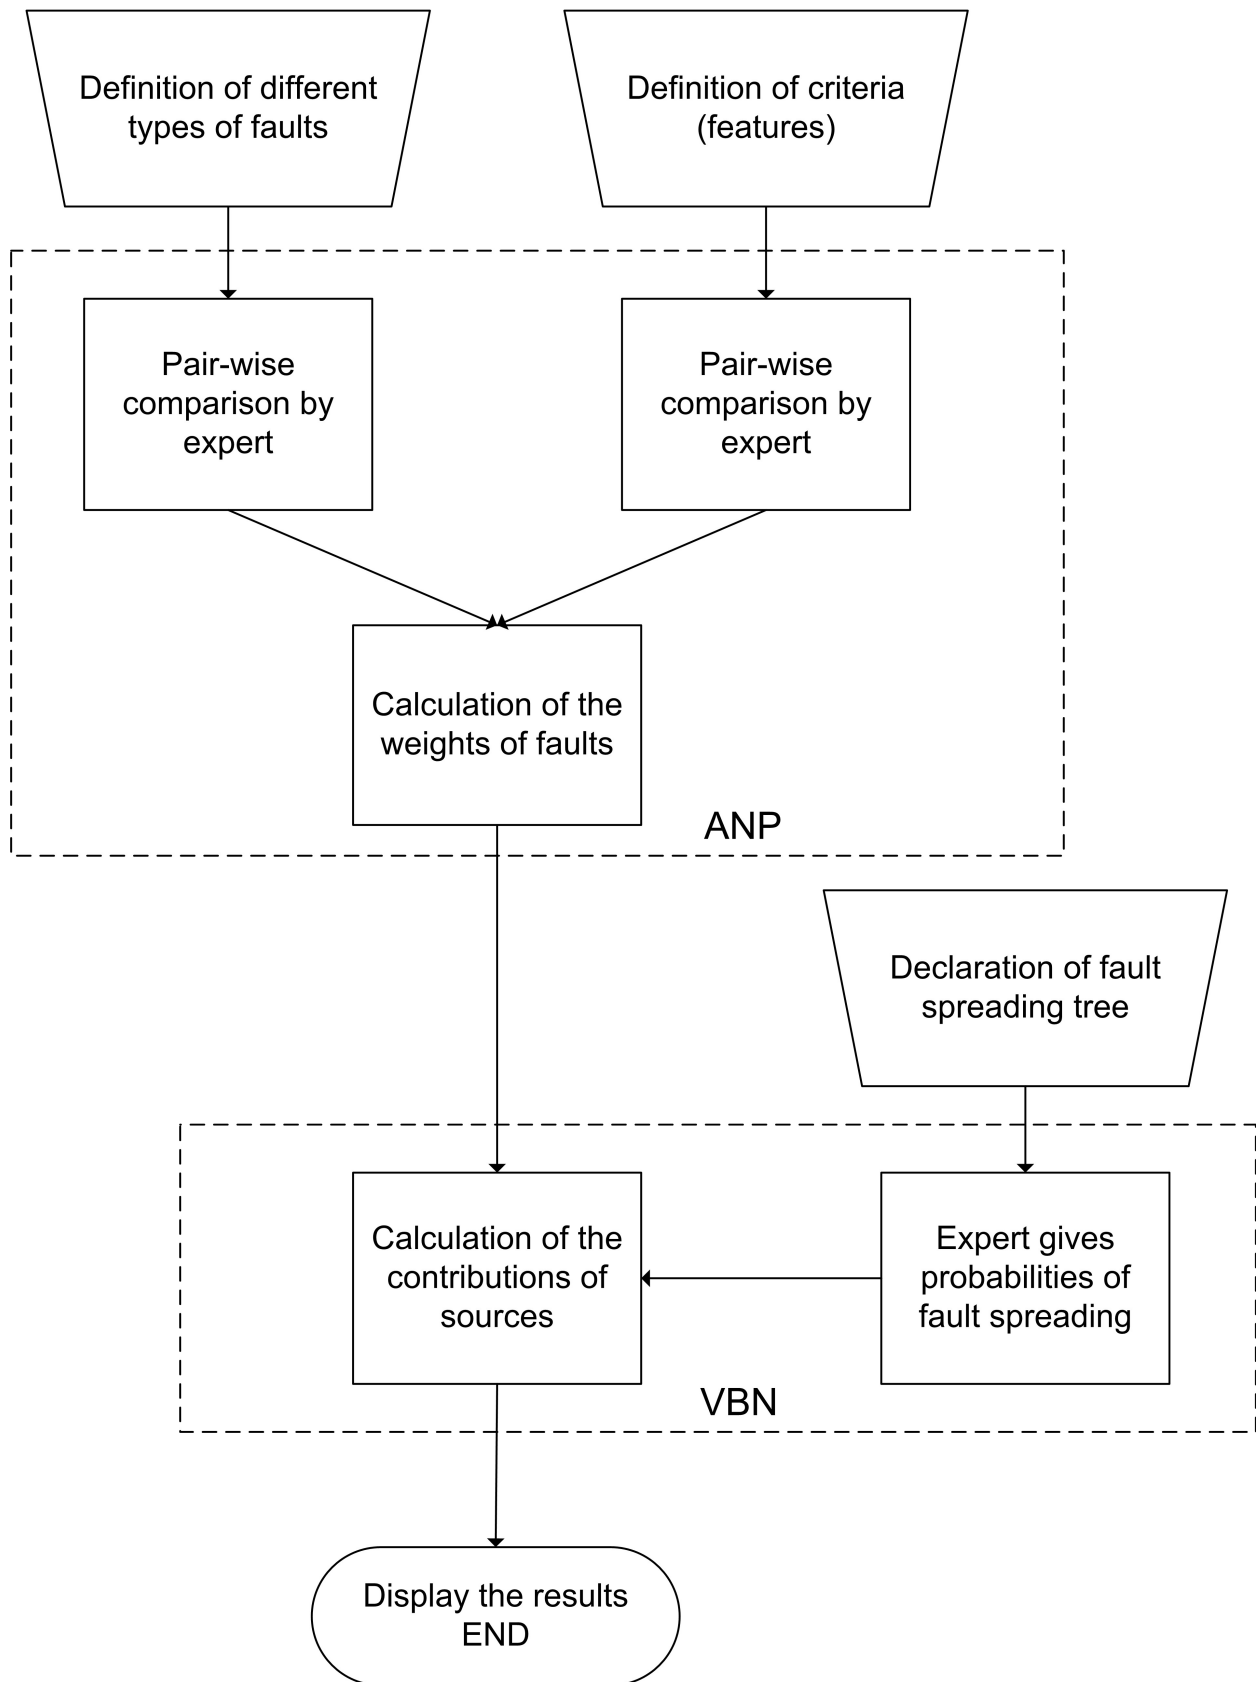 Definition of different
types of faults
Definition of criteria
(features)
Pair-wise
comparison by
expert
Pair-wise
comparison by
expert
Calculation of the
weights of faults
ANP
Declaration of fault
spreading tree
Calculation of the
contributions of
sources
Expert gives
probabilities of
fault spreading
VBN
Display the results
END